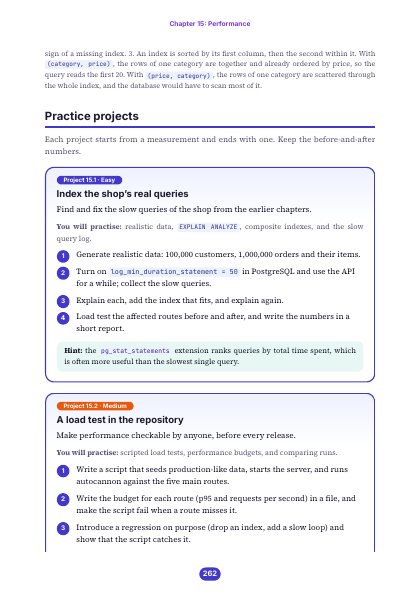 Chapter 15: Performance
sign of a missing index. 3. An index is sorted by its first column, then the second within it. With
(category, price), the rows of one category are together and already ordered by price, so the
query reads the first 20. With (price, category), the rows of one category are scattered through
the whole index, and the database would have to scan most of it.
Practice projects
Each project starts from a measurement and ends with one. Keep the before-and-after
numbers.
Project 15.1 · Easy
Index the shop's real queries
Find and fix the slow queries of the shop from the earlier chapters.
You will practise: realistic data, EXPLAIN ANALYZE, composite indexes, and the slow
query log.
1 Generate realistic data: 100,000 customers, 1,000,000 orders and their items.
2 Turn on log_min_duration_statement = 50 in PostgreSQL and use the API
for a while; collect the slow queries.
3 Explain each, add the index that fits, and explain again.
4 Load test the affected routes before and after, and write the numbers in a
short report.
Hint: the pg_stat_statements extension ranks queries by total time spent, which
is often more useful than the slowest single query.
Project 15.2 · Medium
A load test in the repository
Make performance checkable by anyone, before every release.
You will practise: scripted load tests, performance budgets, and comparing runs.
1 Write a script that seeds production-like data, starts the server, and runs
autocannon against the five main routes.
2 Write the budget for each route (p95 and requests per second) in a file, and
make the script fail when a route misses it.
3 Introduce a regression on purpose (drop an index, add a slow loop) and
show that the script catches it.
262